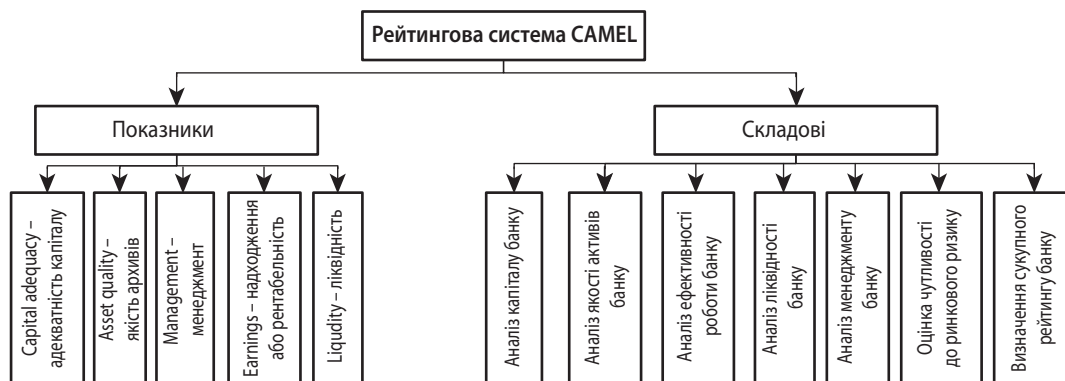 Рейтингова система CAMEL
Показники
Складові
Capital adequacy –
адекватність капіталу
Asset quality –
якість архивів
Management –
менеджмент
Earnings – надходження
або рентабельність
Liqudity – ліквідність
Аналіз капіталу банку
Аналіз якості активів
банку
Аналіз ефективності
роботи банку
Аналіз ліквідності
банку
Аналіз менеджменту
банку
Оцінка чутливості
до ринкового ризику
Визначення сукупного
рейтингу банку